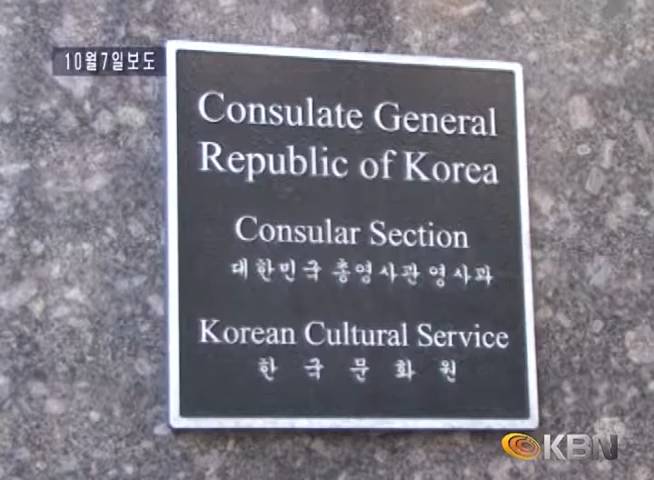 10월7일보도
Consulate General
Republic of Korea
Consular Section
대한민국 총영사관 영사과
Korean Cultural Service
한 국 문 화 원
KBN